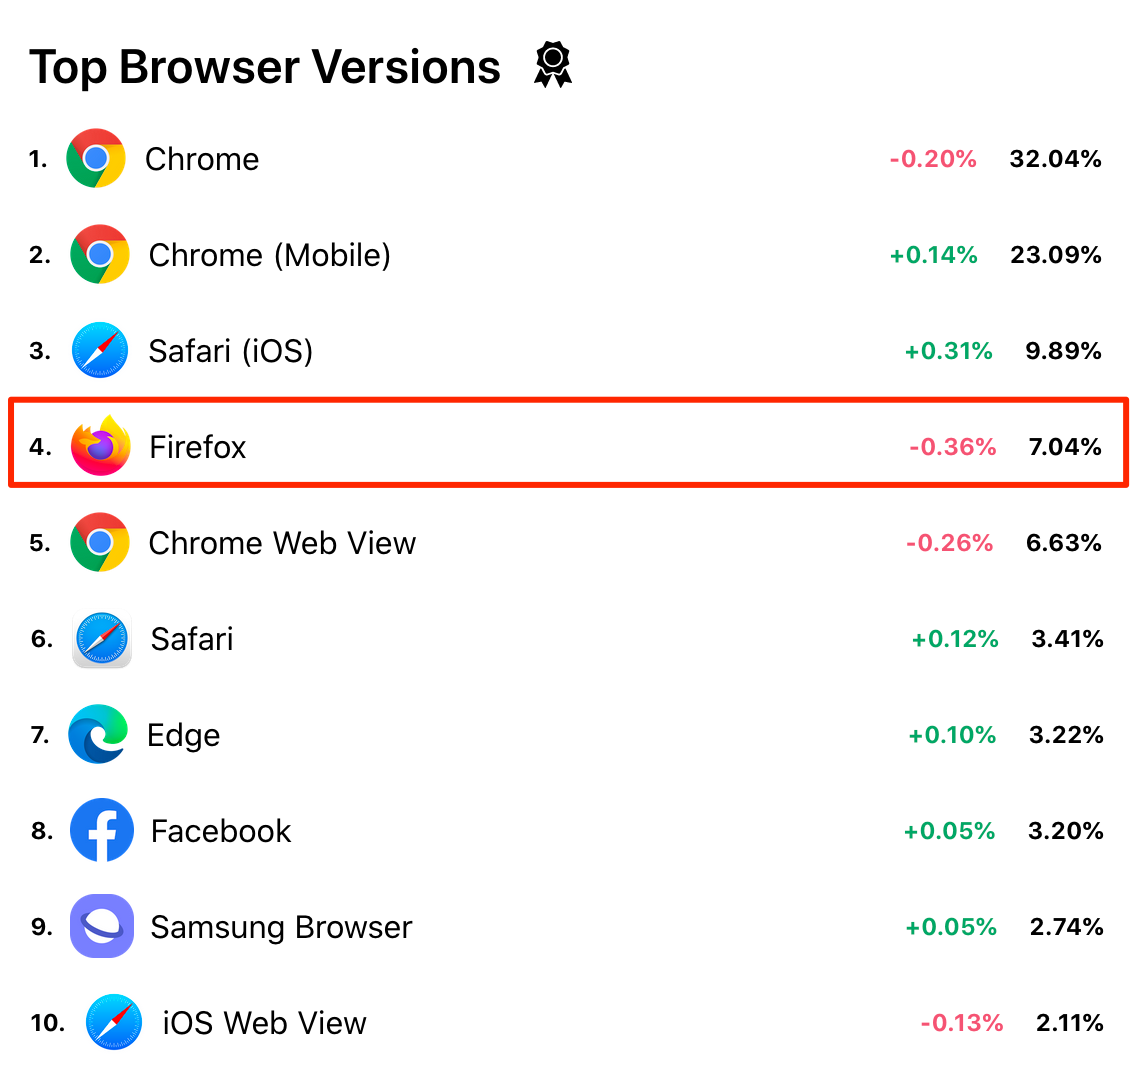 Top Browser Versions
1. Chrome -0.20% 32.04%
2. Chrome (Mobile) +0.14% 23.09%
3. Safari (iOS) +0.31% 9.89%
4. Firefox -0.36% 7.04%
5. Chrome Web View -0.26% 6.63%
6. Safari +0.12% 3.41%
7. Edge +0.10% 3.22%
8. Facebook +0.05% 3.20%
9. Samsung Browser +0.05% 2.74%
10. iOS Web View -0.13% 2.11%